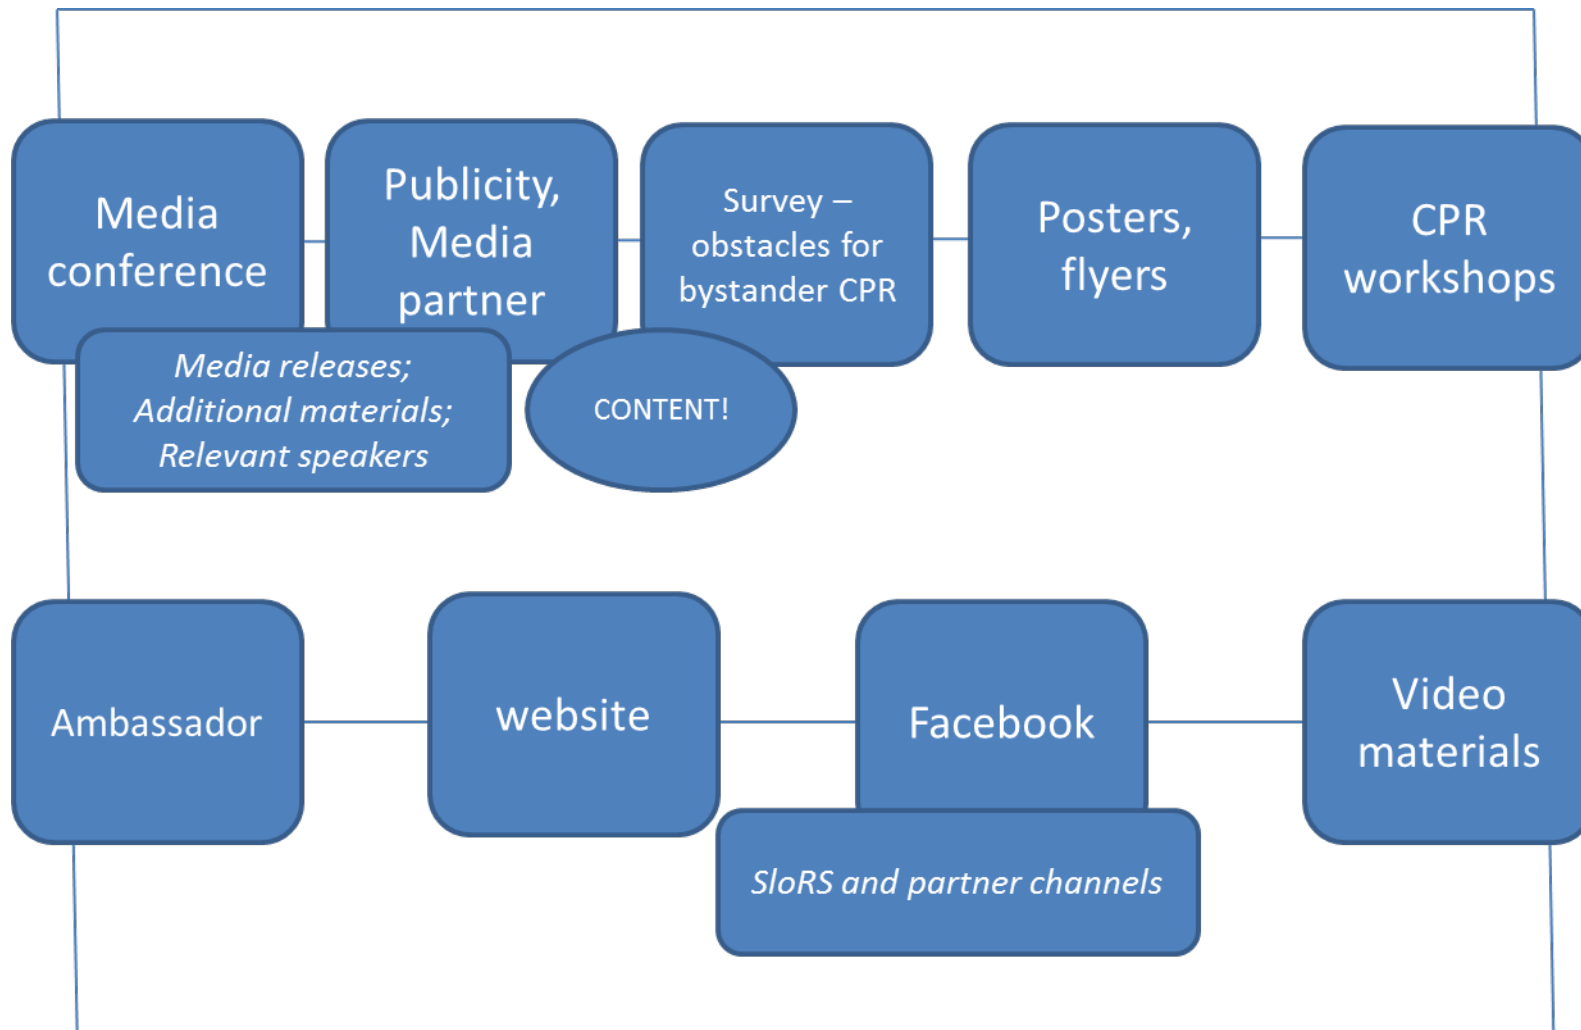 Media
conference
Publicity,
Media
partner
Survey –
obstacles for
bystander CPR
Posters,
flyers
CPR
workshops
Media releases;
Additional materials;
Relevant speakers
CONTENT!
Ambassador
website
Facebook
Video
materials
SloRS and partner channels